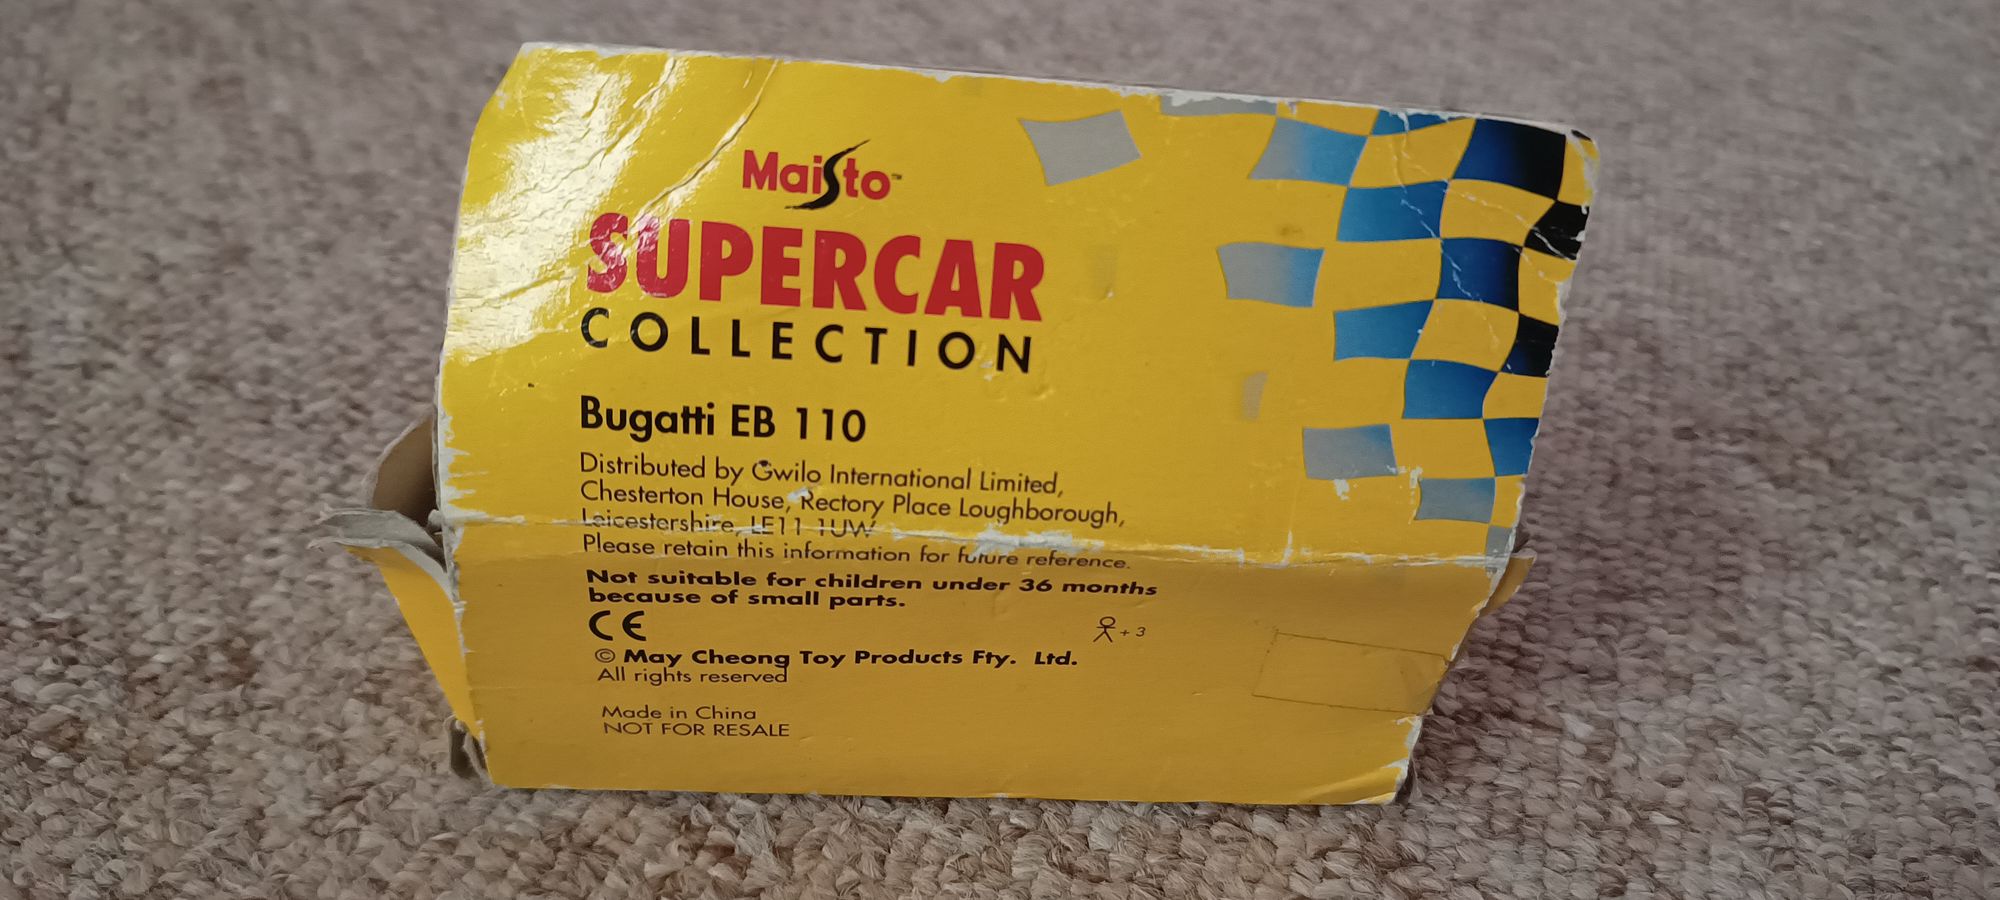 Maisto™
SUPERCAR
COLLECTION
Bugatti EB 110
Distributed by Gwilo International Limited,
Chesterton House, Rectory Place Loughborough,
Leicestershire, LE11 1UW
Please retain this information for future reference.
Not suitable for children under 36 months
because of small parts.
CE
+ 3
© May Cheong Toy Products Fty. Ltd.
All rights reserved
Made in China
NOT FOR RESALE